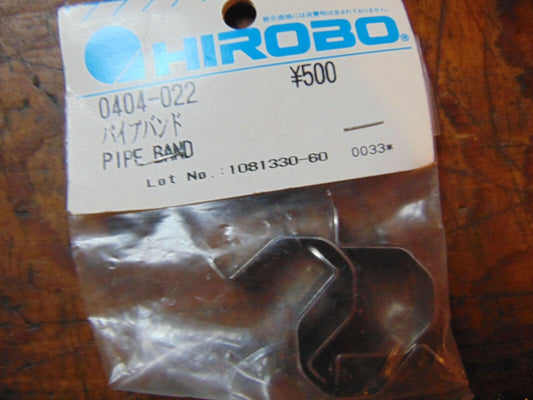 表示価格には消費税は含まれておりません。
HIROBO®
¥500
0404-022
パイプバンド
PIPE BAND
Lot No.:1081330-60 0033*